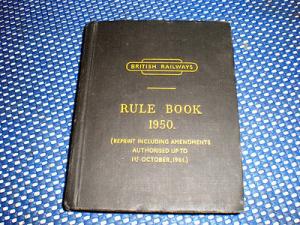 BRITISH RAILWAYS
RULE BOOK
1950.
(REPRINT INCLUDING AMENDMENTS
AUTHORISED UP TO
1ST OCTOBER, 1961.)